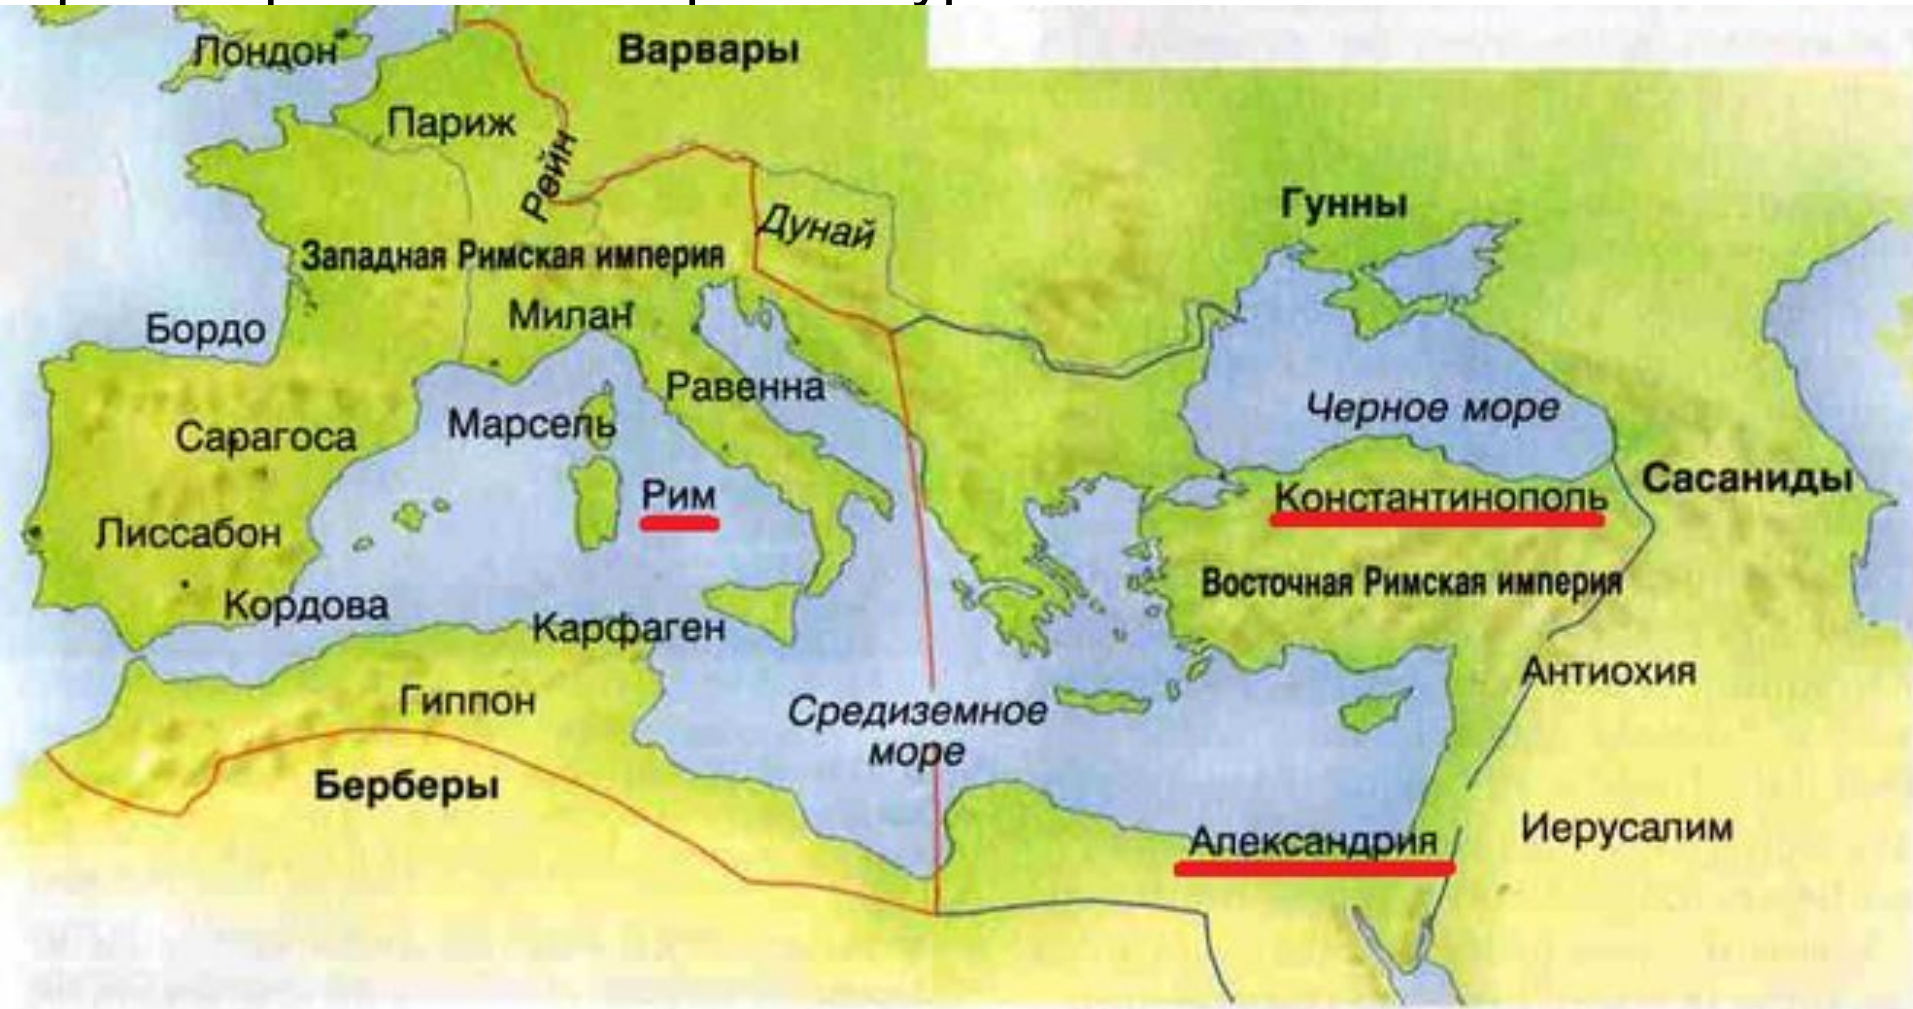 Лондон
Варвары
Париж
Рейн
Гунны
Дунай
Западная Римская империя
Милан
Бордо
Равенна
Черное море
Марсель
Сарагоса
Сасаниды
Рим
Константинополь
Лиссабон
Восточная Римская империя
Кордова
Карфаген
Антиохия
Гиппон
Средиземное
море
Берберы
Александрия
Иерусалим